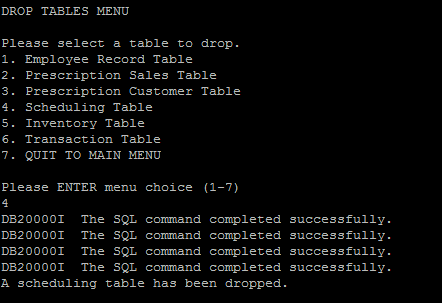 DROP TABLES MENU
Please select a table to drop.
1. Employee Record Table
2. Prescription Sales Table
3. Prescription Customer Table
4. Scheduling Table
5. Inventory Table
6. Transaction Table
7. QUIT TO MAIN MENU
Please ENTER menu choice (1-7)
4
DB20000I  The SQL command completed successfully.
DB20000I  The SQL command completed successfully.
DB20000I  The SQL command completed successfully.
DB20000I  The SQL command completed successfully.
A scheduling table has been dropped.